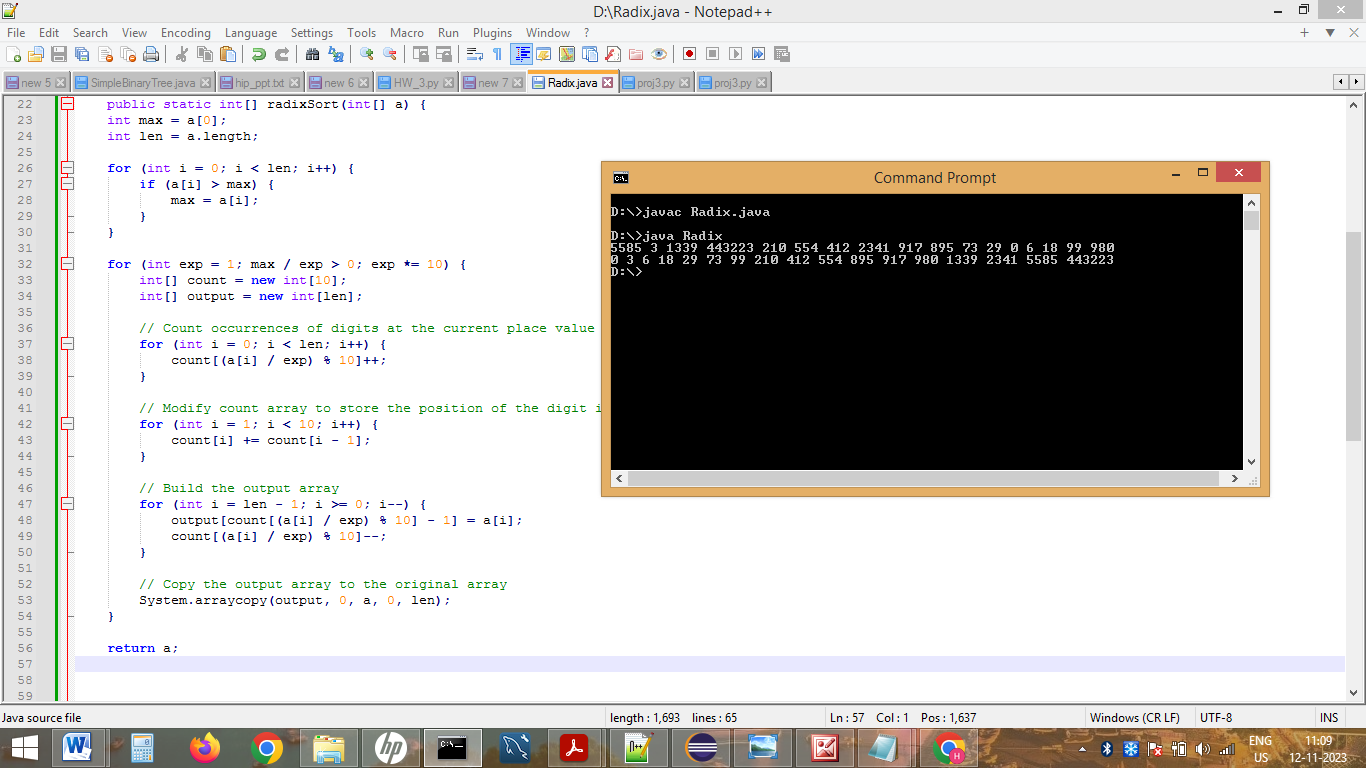 D:\Radix.java - Notepad++
File Edit Search View Encoding Language Settings Tools Macro Run Plugins Window ?
new 5 SimpleBinaryTree.java hip_ppt.txt new 6 HW_3.py new 7 Radix.java proj3.py proj3.py
22 public static int[] radixSort(int[] a) {
23 int max = a[0];
24 int len = a.length;
25
26 for (int i = 0; i < len; i++) {
27 if (a[i] > max) {
28 max = a[i];
29 }
30 }
31
32 for (int exp = 1; max / exp > 0; exp *= 10) {
33 int[] count = new int[10];
34 int[] output = new int[len];
35
36 // Count occurrences of digits at the current place value
37 for (int i = 0; i < len; i++) {
38 count[(a[i] / exp) % 10]++;
39 }
40
41 // Modify count array to store the position of the digit i
42 for (int i = 1; i < 10; i++) {
43 count[i] += count[i - 1];
44 }
45
46 // Build the output array
47 for (int i = len - 1; i >= 0; i--) {
48 output[count[(a[i] / exp) % 10] - 1] = a[i];
49 count[(a[i] / exp) % 10]--;
50 }
51
52 // Copy the output array to the original array
53 System.arraycopy(output, 0, a, 0, len);
54 }
55
56 return a;
57
58
59
Command Prompt
D:\>javac Radix.java
D:\>java Radix
5585 3 1339 443223 210 554 412 2341 917 895 73 29 0 6 18 99 980
0 3 6 18 29 73 99 210 412 554 895 917 980 1339 2341 5585 443223
D:\>
Java source file length : 1,693 lines : 65 Ln : 57 Col : 1 Pos : 1,637 Windows (CR LF) UTF-8 INS
ENG 11:09
US 12-11-2023